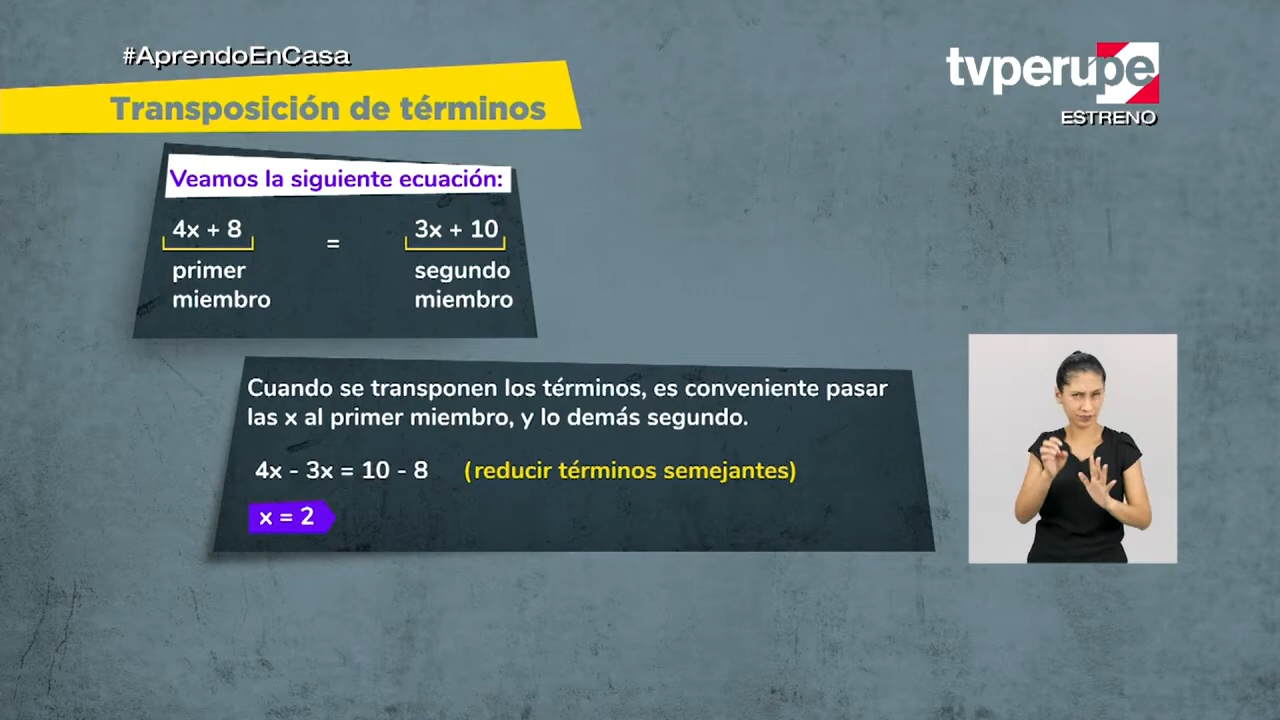 #AprendoEnCasa
tvperupe
ESTRENO
Transposición de términos
Veamos la siguiente ecuación:
4x + 8 = 3x + 10
primer segundo
miembro miembro
Cuando se transponen los términos, es conveniente pasar
las x al primer miembro, y lo demás segundo.
4x - 3x = 10 - 8 (reducir términos semejantes)
x = 2